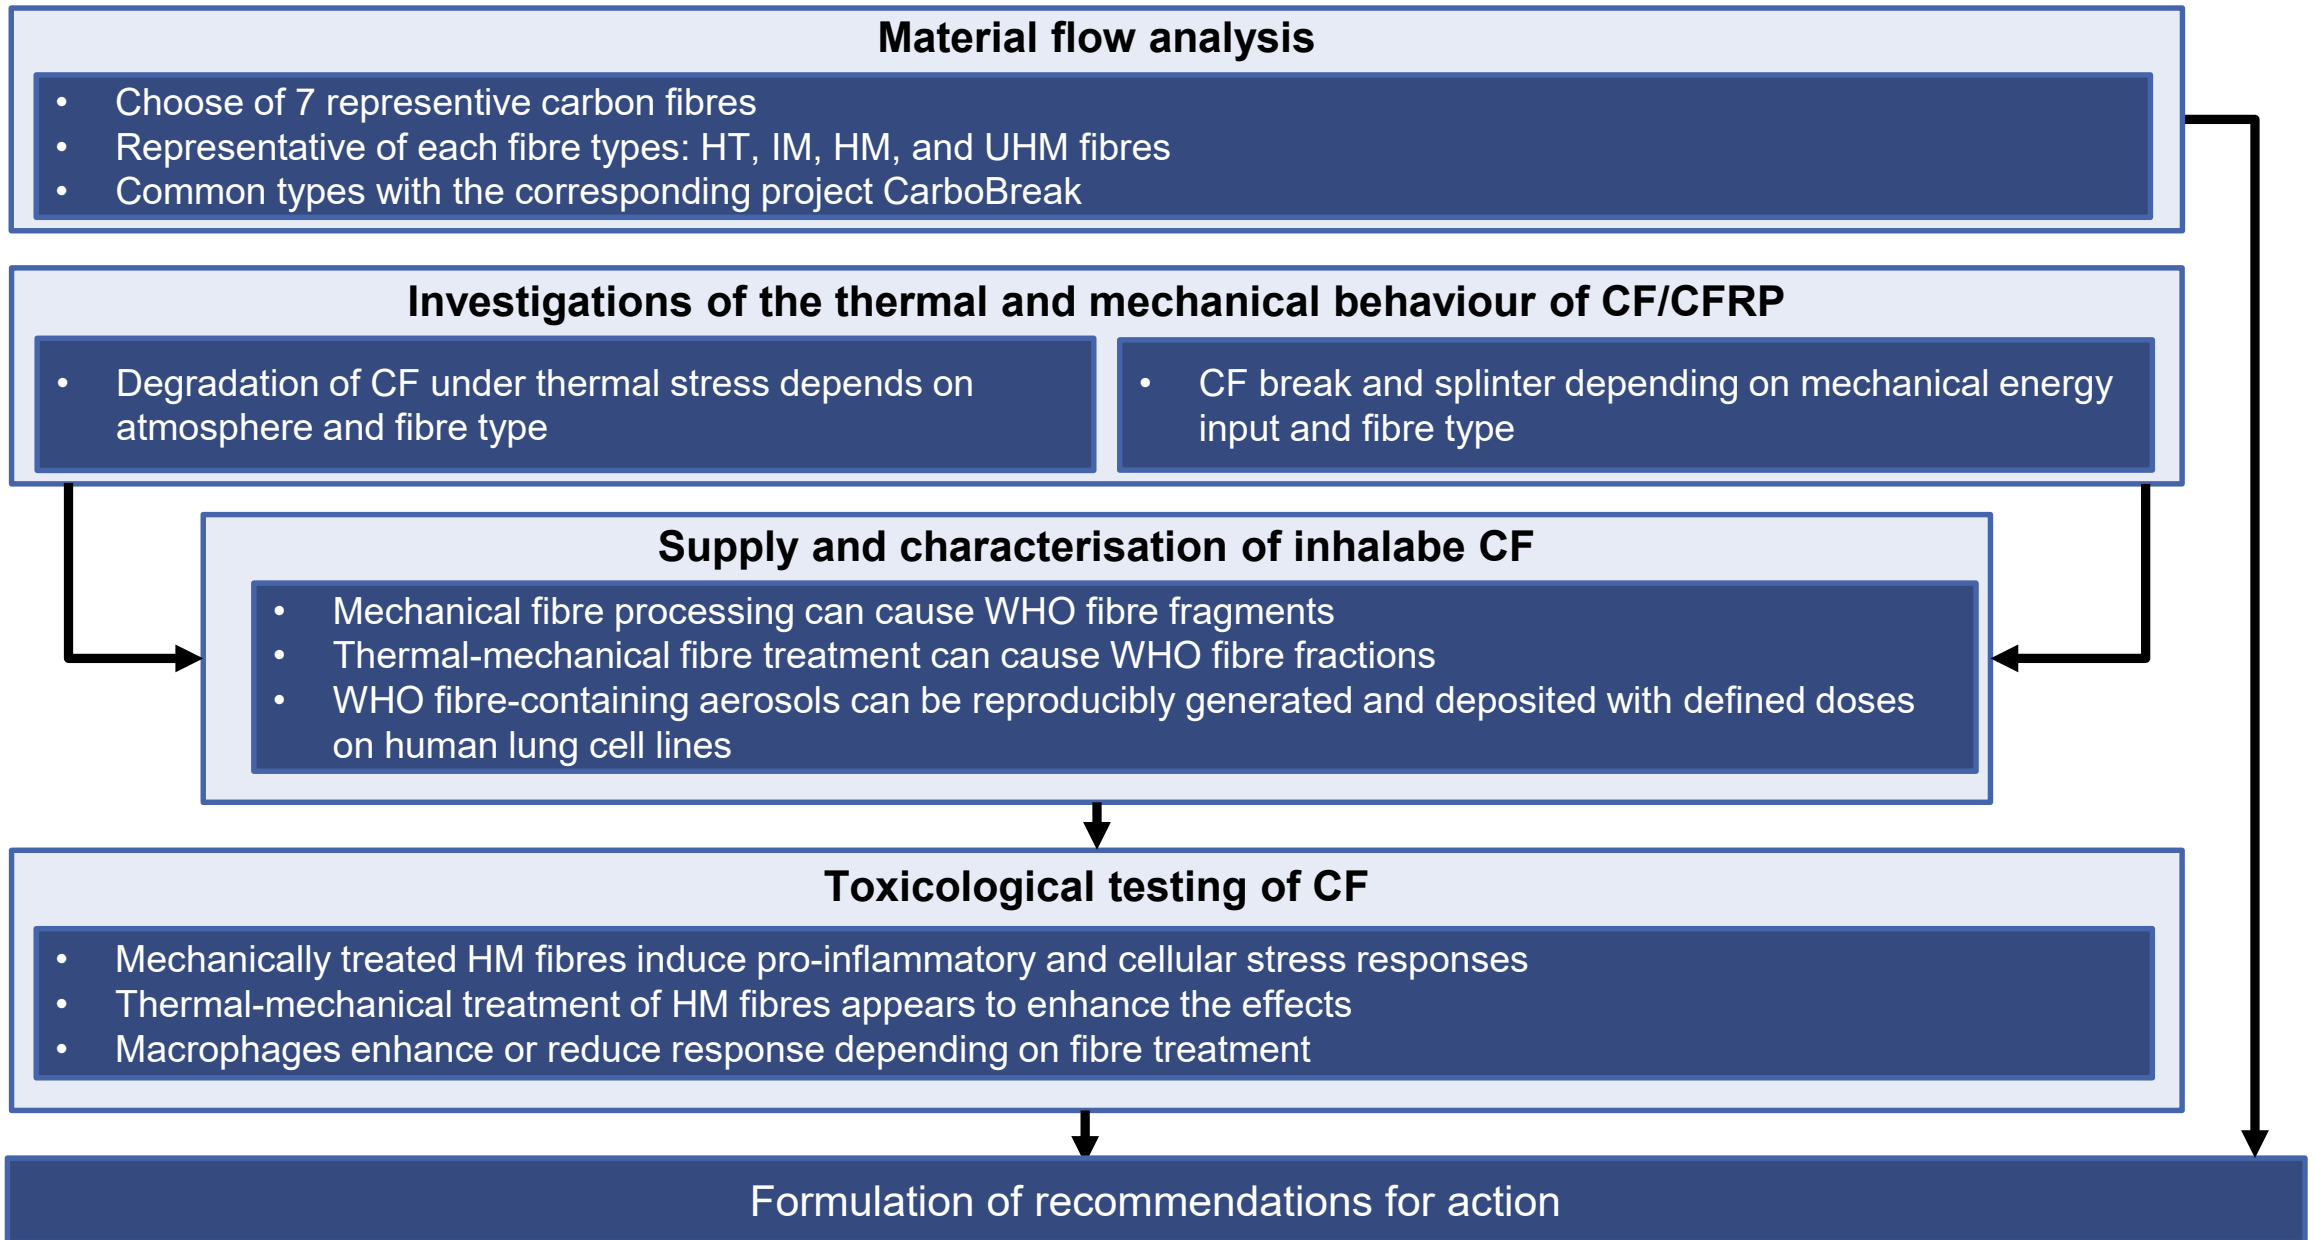 Material flow analysis
• Choose of 7 representive carbon fibres
• Representative of each fibre types: HT, IM, HM, and UHM fibres
• Common types with the corresponding project CarboBreak
Investigations of the thermal and mechanical behaviour of CF/CFRP
• Degradation of CF under thermal stress depends on
atmosphere and fibre type
• CF break and splinter depending on mechanical energy
input and fibre type
Supply and characterisation of inhalabe CF
• Mechanical fibre processing can cause WHO fibre fragments
• Thermal-mechanical fibre treatment can cause WHO fibre fractions
• WHO fibre-containing aerosols can be reproducibly generated and deposited with defined doses
on human lung cell lines
Toxicological testing of CF
• Mechanically treated HM fibres induce pro-inflammatory and cellular stress responses
• Thermal-mechanical treatment of HM fibres appears to enhance the effects
• Macrophages enhance or reduce response depending on fibre treatment
Formulation of recommendations for action